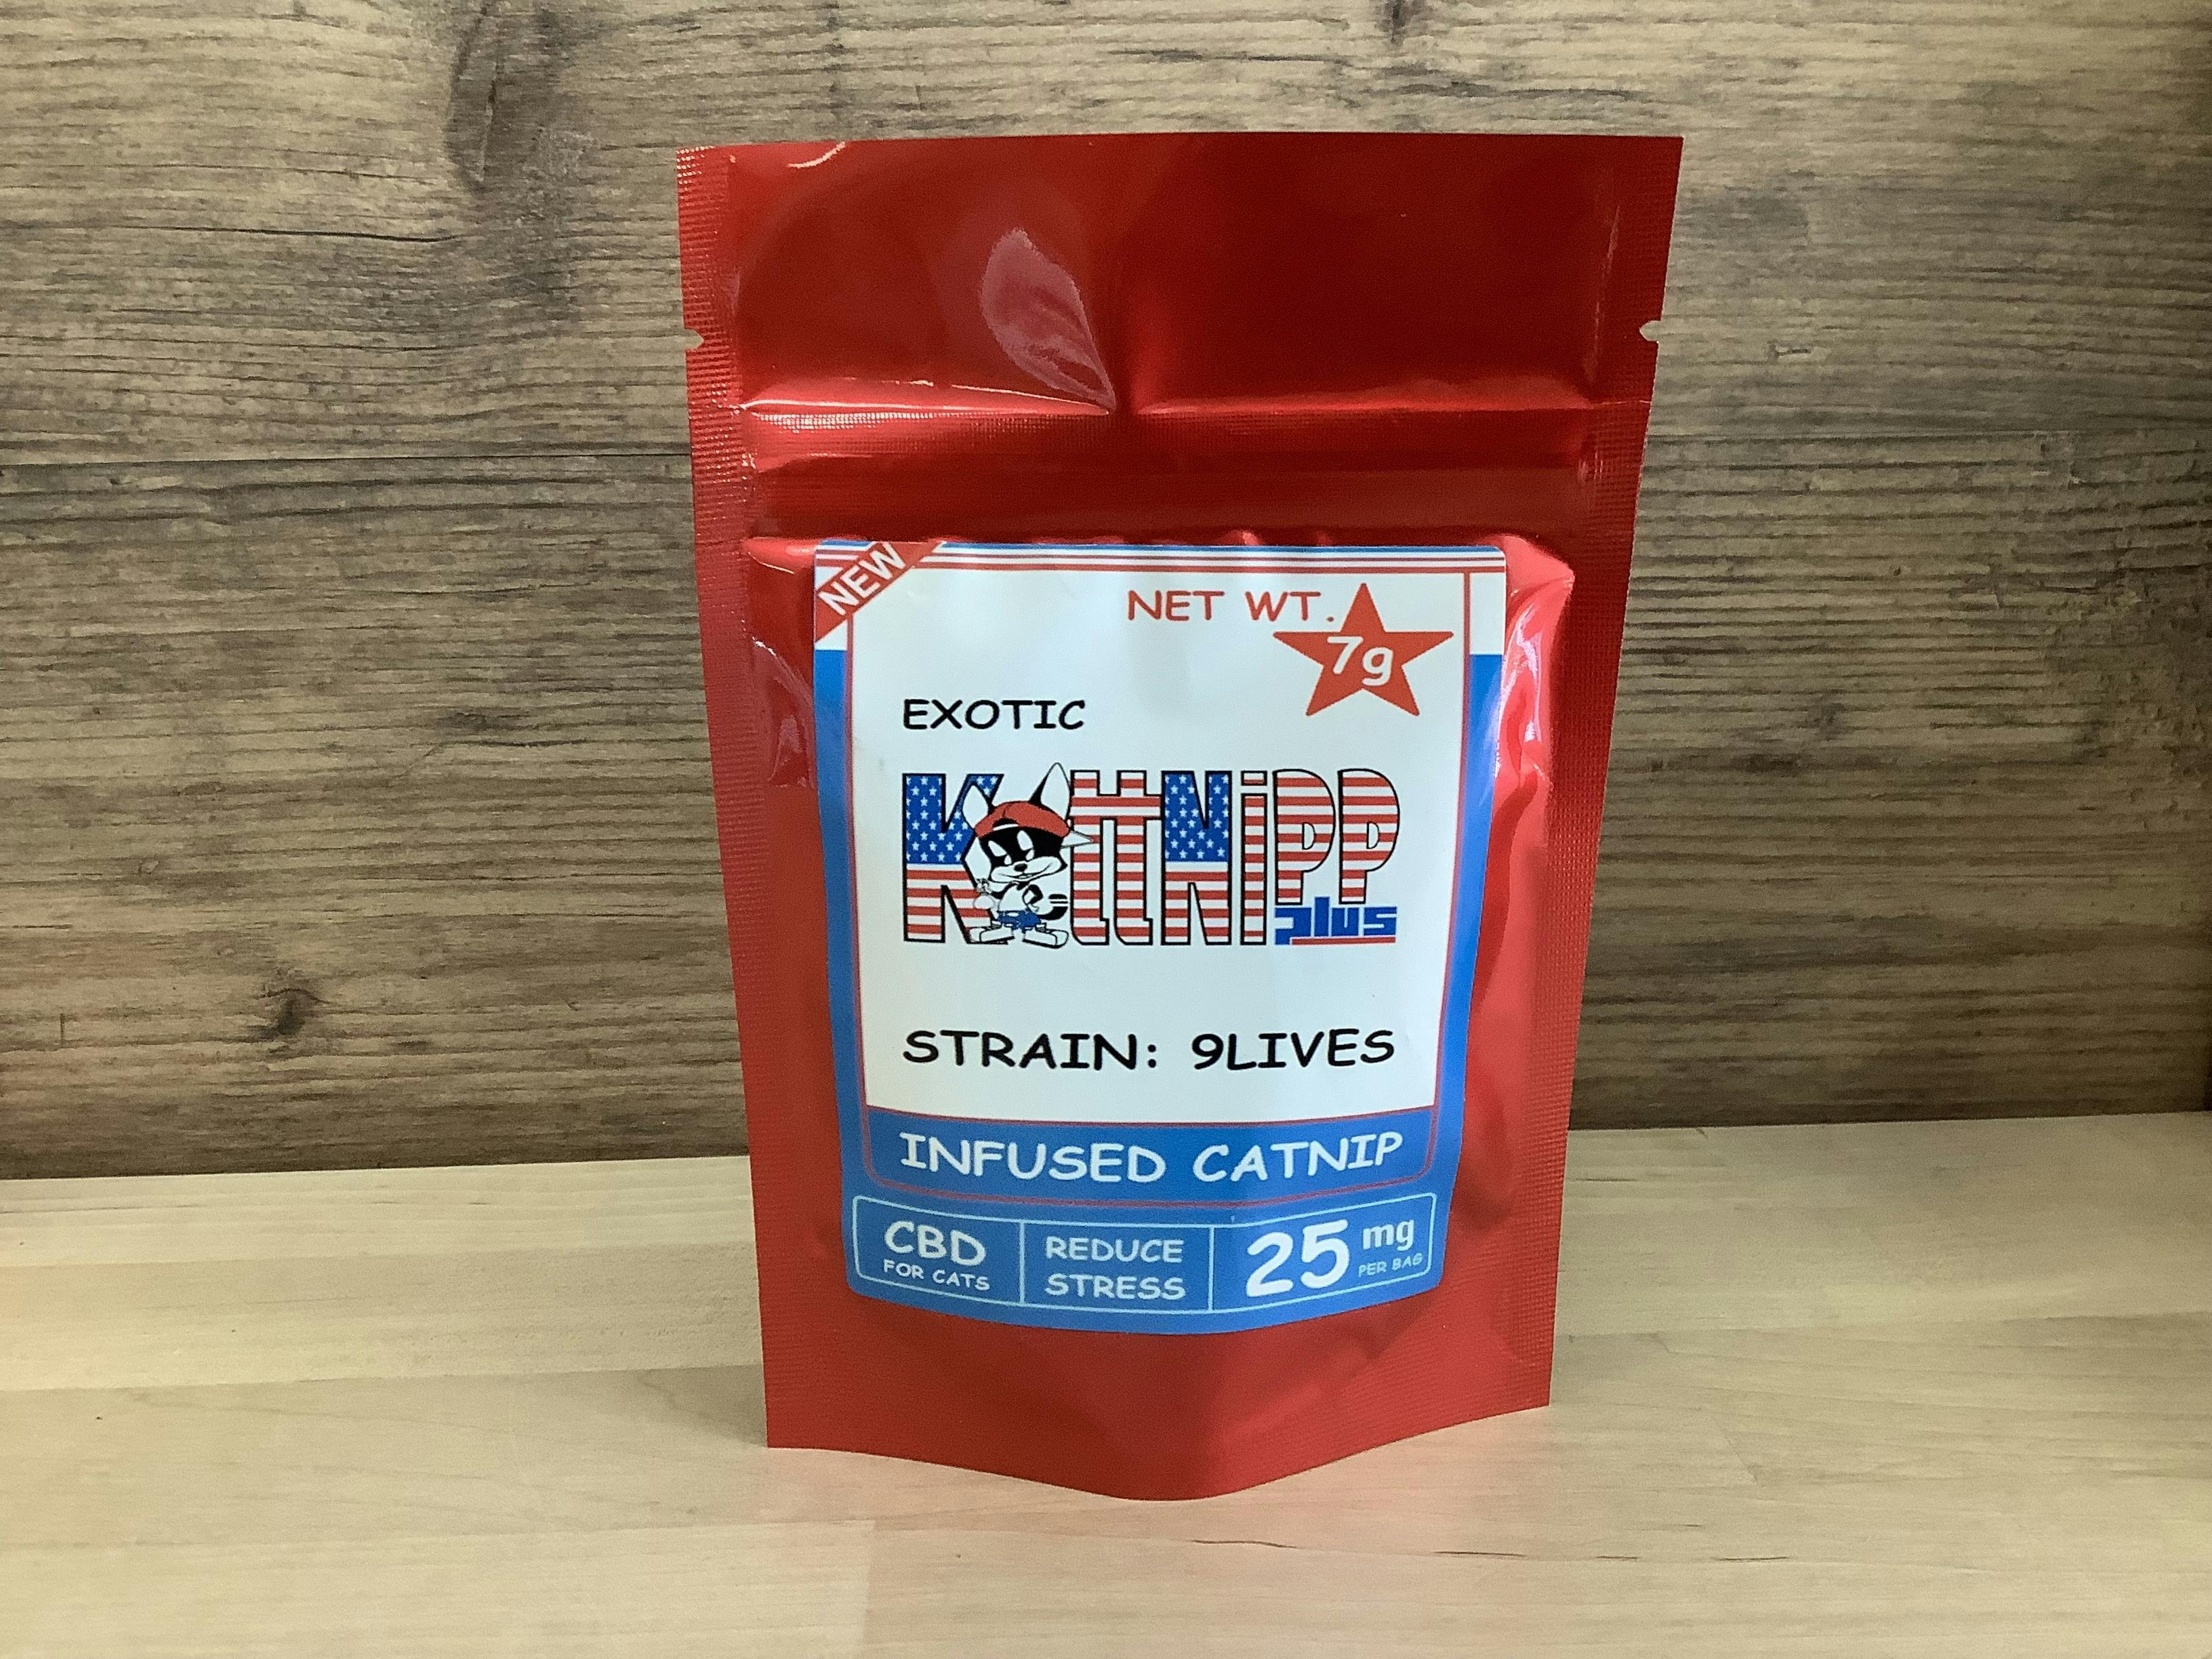 NEW
NET WT.
7g
EXOTIC
KattNipp
plus
STRAIN: 9LIVES
INFUSED CATNIP
CBD
FOR CATS
REDUCE
STRESS
25 mg
PER BAG